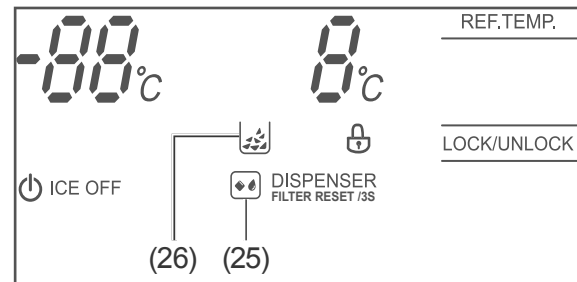 REF.TEMP.
-88°C 8°C
LOCK/UNLOCK
ICE OFF DISPENSER
FILTER RESET /3S
(26) (25)